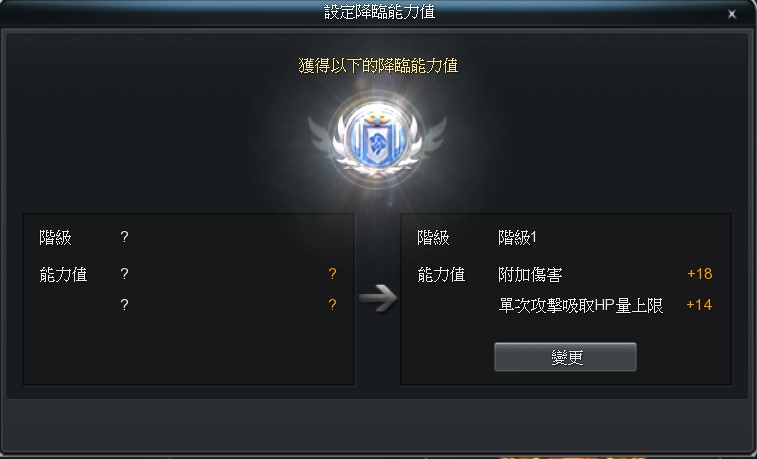 設定降臨能力值
獲得以下的降臨能力值
階級 ?
能力值 ? ?
? ?
階級 階級1
能力值 附加傷害 +18
單次攻擊吸取HP量上限 +14
變更